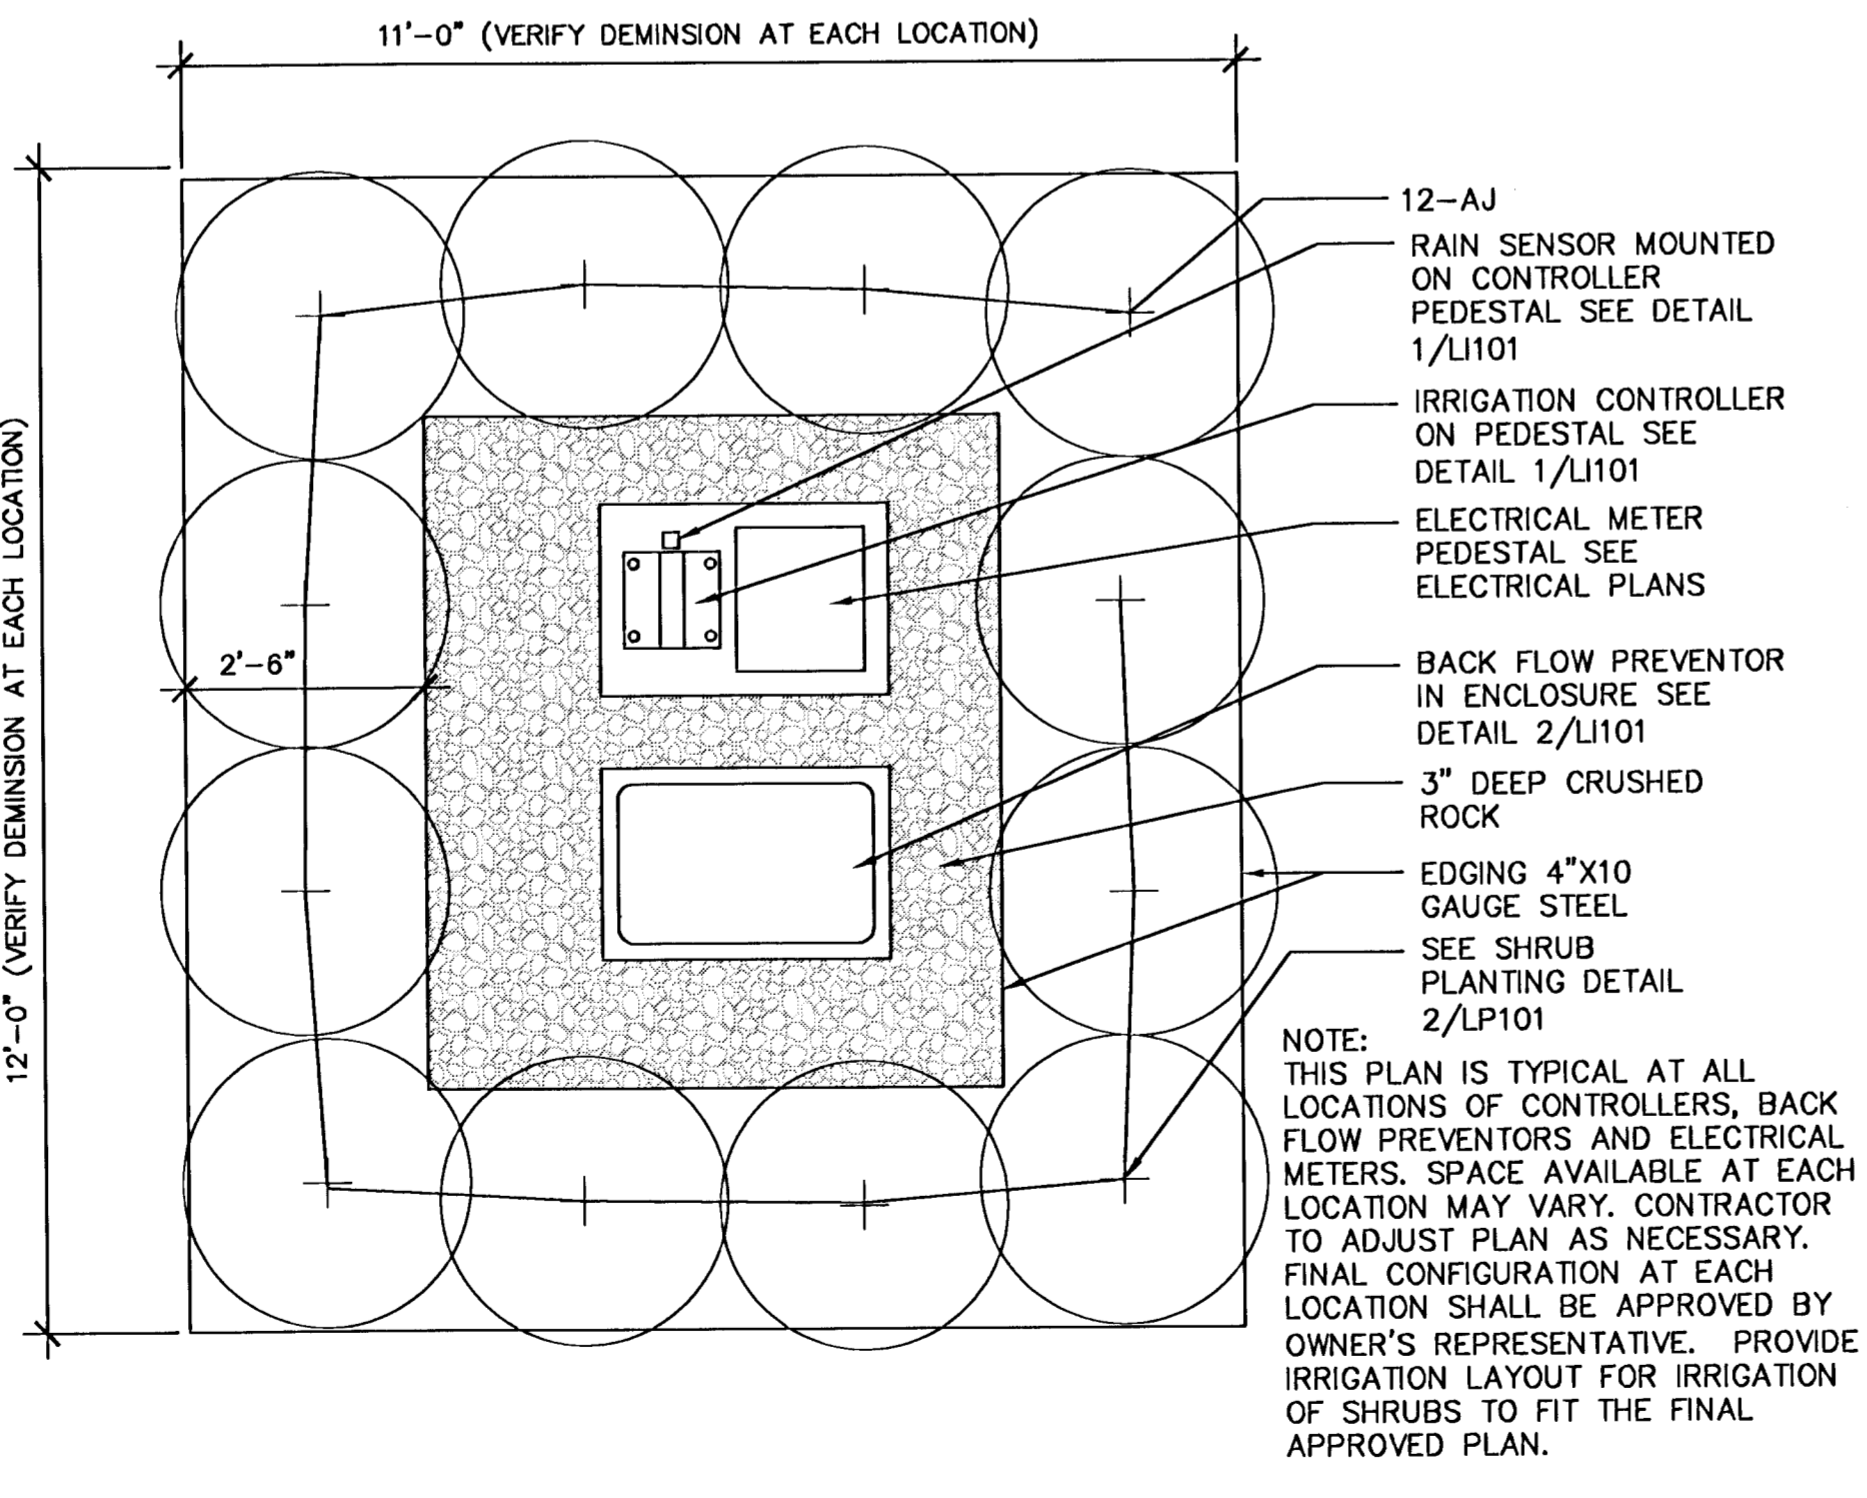 11'-0" (VERIFY DEMINSION AT EACH LOCATION)
12'-0" (VERIFY DEMINSION AT EACH LOCATION)
2'-6"
12-AJ
RAIN SENSOR MOUNTED
ON CONTROLLER
PEDESTAL SEE DETAIL
1/LI101
IRRIGATION CONTROLLER
ON PEDESTAL SEE
DETAIL 1/LI101
ELECTRICAL METER
PEDESTAL SEE
ELECTRICAL PLANS
BACK FLOW PREVENTOR
IN ENCLOSURE SEE
DETAIL 2/LI101
3" DEEP CRUSHED
ROCK
EDGING 4"X10
GAUGE STEEL
SEE SHRUB
PLANTING DETAIL
2/LP101
NOTE:
THIS PLAN IS TYPICAL AT ALL
LOCATIONS OF CONTROLLERS, BACK
FLOW PREVENTORS AND ELECTRICAL
METERS. SPACE AVAILABLE AT EACH
LOCATION MAY VARY. CONTRACTOR
TO ADJUST PLAN AS NECESSARY.
FINAL CONFIGURATION AT EACH
LOCATION SHALL BE APPROVED BY
OWNER'S REPRESENTATIVE. PROVIDE
IRRIGATION LAYOUT FOR IRRIGATION
OF SHRUBS TO FIT THE FINAL
APPROVED PLAN.